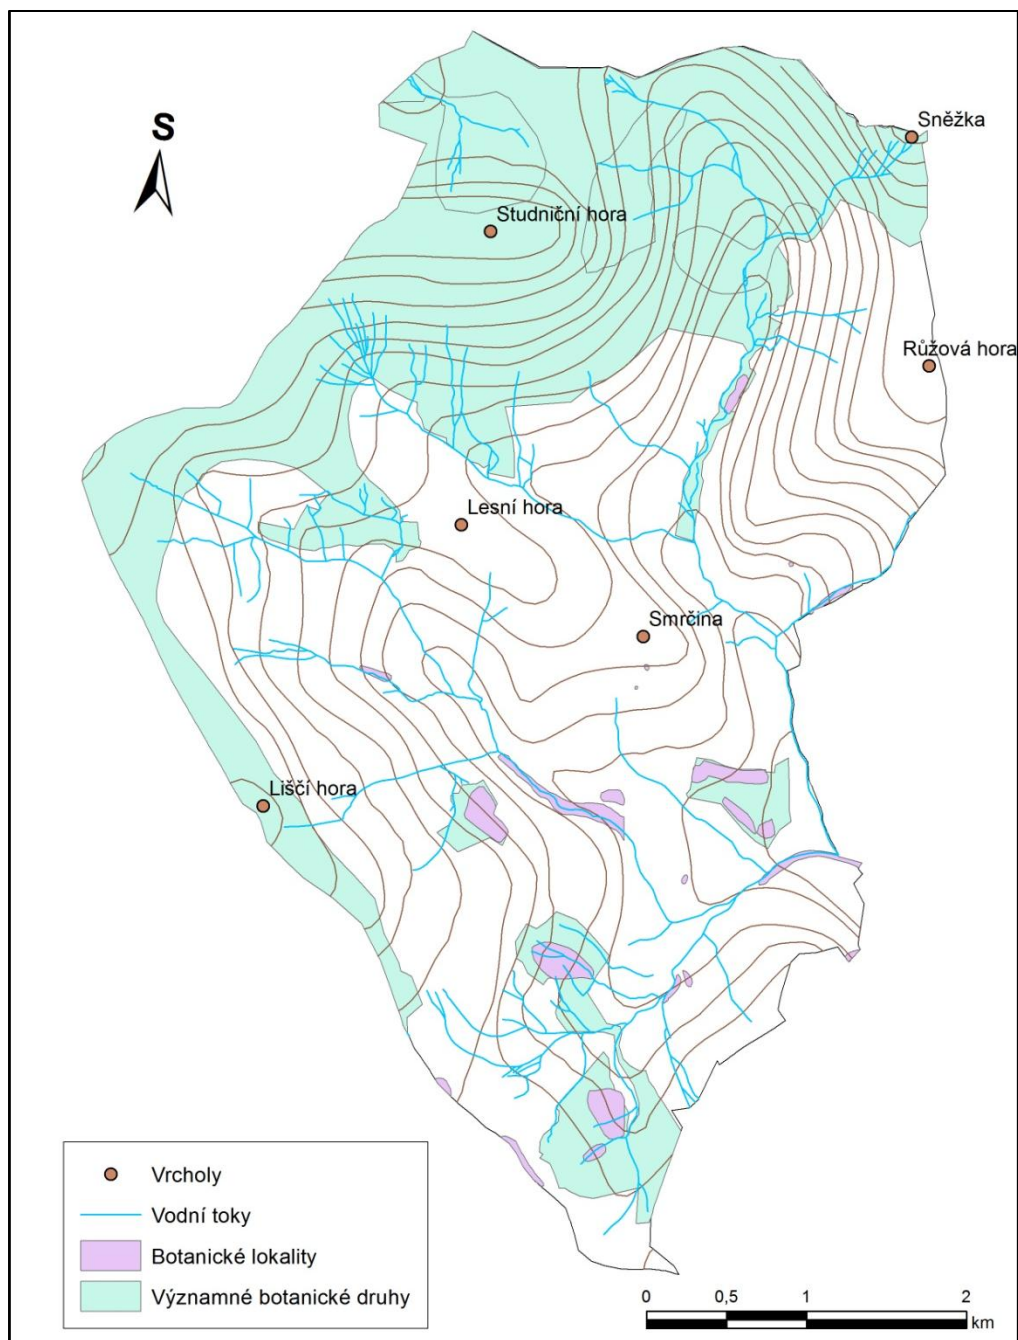 S
Sněžka
Studniční hora
Růžová hora
Lesní hora
Smrčina
Liščí hora
Vrcholy
Vodní toky
Botanické lokality
Významné botanické druhy
0 0,5 1 2
km